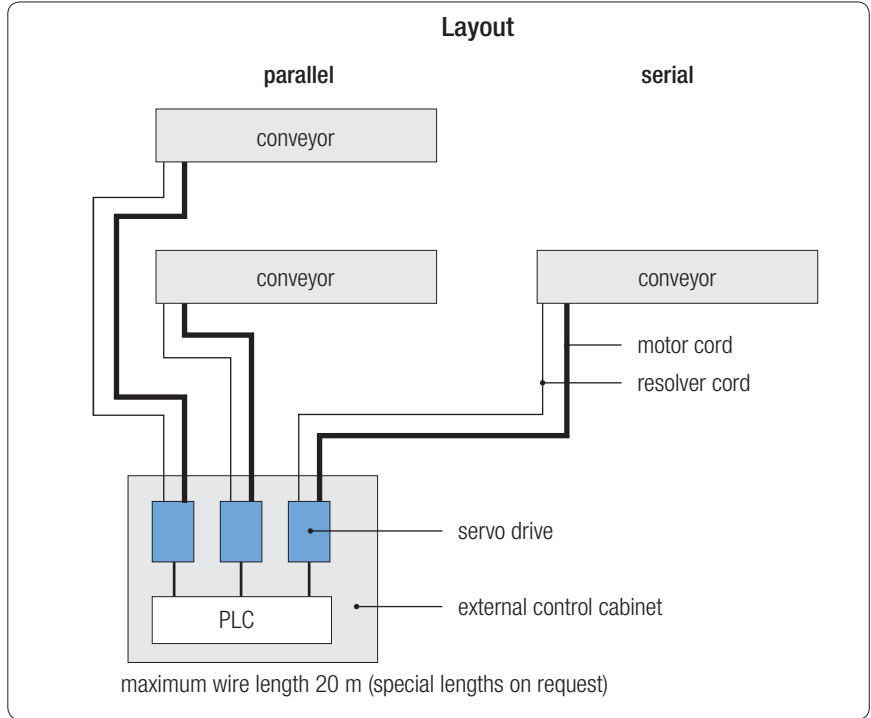 Layout
parallel
serial
conveyor
conveyor
conveyor
motor cord
resolver cord
servo drive
external control cabinet
PLC
maximum wire length 20 m (special lengths on request)